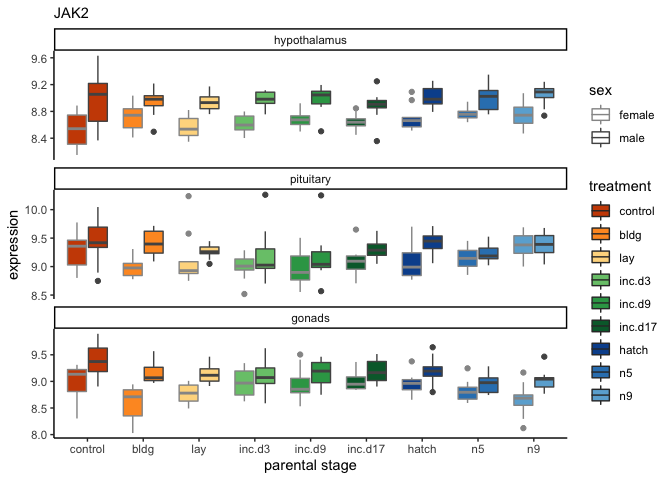 JAK2
hypothalamus
9.6
9.2
8.8
8.4
pituitary
10.0
9.5
9.0
8.5
gonads
9.5
9.0
8.5
8.0
expression
control bldg lay inc.d3 inc.d9 inc.d17 hatch n5 n9
parental stage
sex
female
male
treatment
control
bldg
lay
inc.d3
inc.d9
inc.d17
hatch
n5
n9